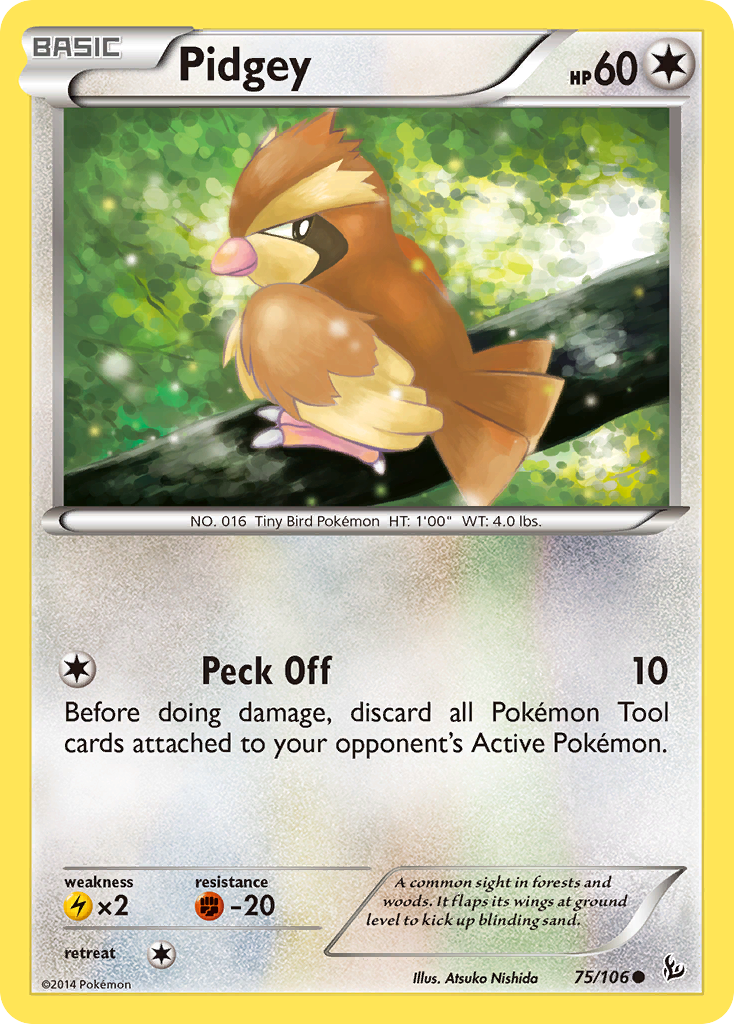 BASIC
Pidgey
HP60
NO. 016 Tiny Bird Pokémon HT: 1'00" WT: 4.0 lbs.
Peck Off 10
Before doing damage, discard all Pokémon Tool
cards attached to your opponent's Active Pokémon.
weakness
×2
resistance
-20
A common sight in forests and
woods. It flaps its wings at ground
level to kick up blinding sand.
retreat
©2014 Pokémon
Illus. Atsuko Nishida
75/106